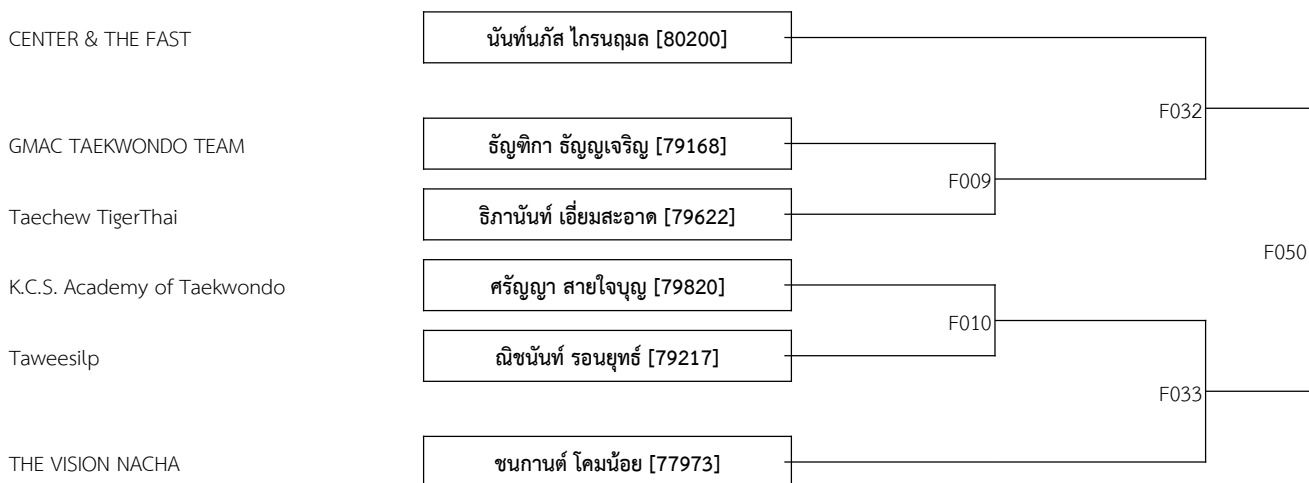 CENTER & THE FAST นันท์นภัส ไกรนฤมล [80200]
F032
GMAC TAEKWONDO TEAM ธัญฑิกา ธัญญเจริญ [79168]
F009
Taechew TigerThai ธิภานันท์ เอี่ยมสะอาด [79622]
F050
K.C.S. Academy of Taekwondo ศรัญญา สายใจบุญ [79820]
F010
Taweesilp ณิชนันท์ รอนยุทธ์ [79217]
F033
THE VISION NACHA ชนกานต์ โคมน้อย [77973]